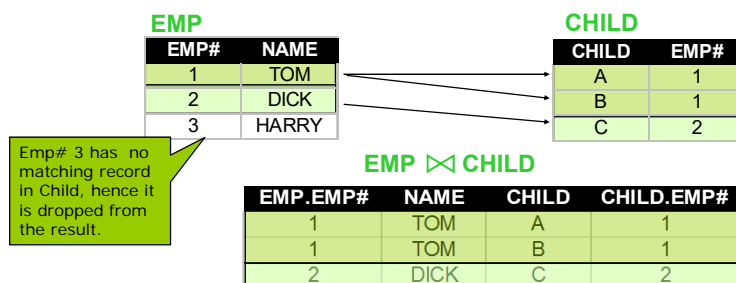 EMP
EMP# NAME
1 TOM
2 DICK
3 HARRY
CHILD
CHILD EMP#
A 1
B 1
C 2
Emp# 3 has no
matching record
in Child, hence it
is dropped from
the result.
EMP ⋈ CHILD
EMP.EMP# NAME CHILD CHILD.EMP#
1 TOM A 1
1 TOM B 1
2 DICK C 2